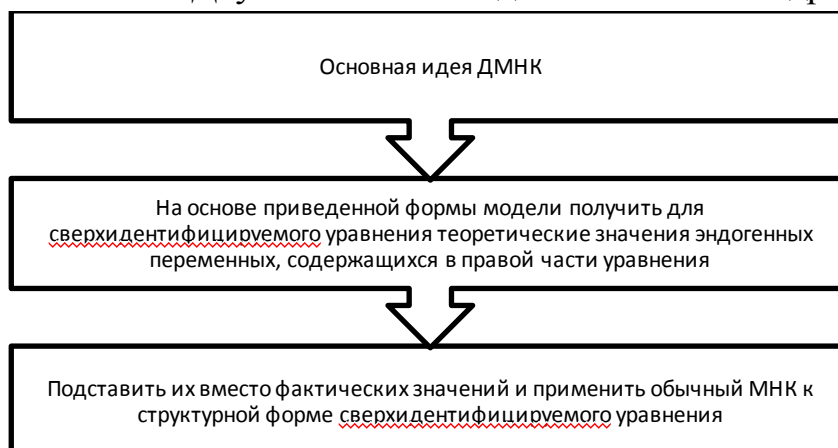 Основная идея ДМНК
На основе приведенной формы модели получить для
сверхидентифицируемого уравнения теоретические значения эндогенных
переменных, содержащихся в правой части уравнения
Подставить их вместо фактических значений и применить обычный МНК к
структурной форме сверхидентифицируемого уравнения